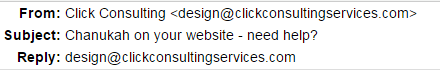 From: Click Consulting <design@clickconsultingservices.com>
Subject: Chanukah on your website - need help?
Reply: design@clickconsultingservices.com